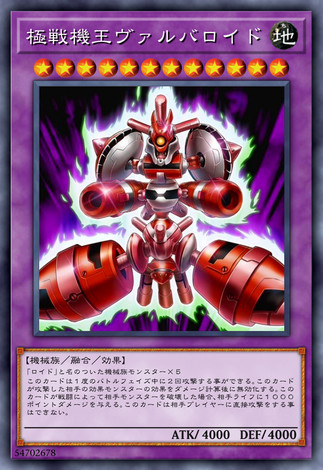 極戦機王ヴァルバロイド 地
【機械族／融合／効果】
「ロイド」と名のついた機械族モンスター×５
このカードは１度のバトルフェイズ中に２回攻撃する事ができる。このカード
が攻撃した相手の効果モンスターの効果をダメージ計算後に無効化する。この
カードが戦闘によって相手モンスターを破壊した場合、相手ライフに１０００
ポイントダメージを与える。このカードは相手プレイヤーに直接攻撃をする事
はできない。
ATK/ 4000 DEF/ 4000
54702678